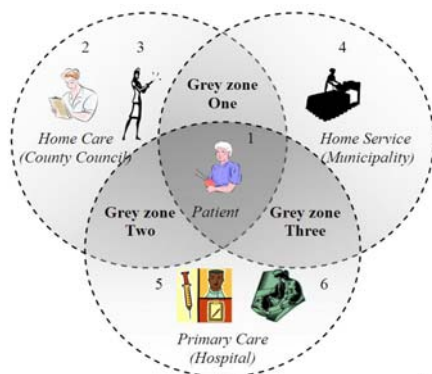 2 3 4
Grey zone
One
Home Care
(County Council)
1
Home Service
(Municipality)
Patient
Grey zone
Two
Grey zone
Three
5 6
Primary Care
(Hospital)